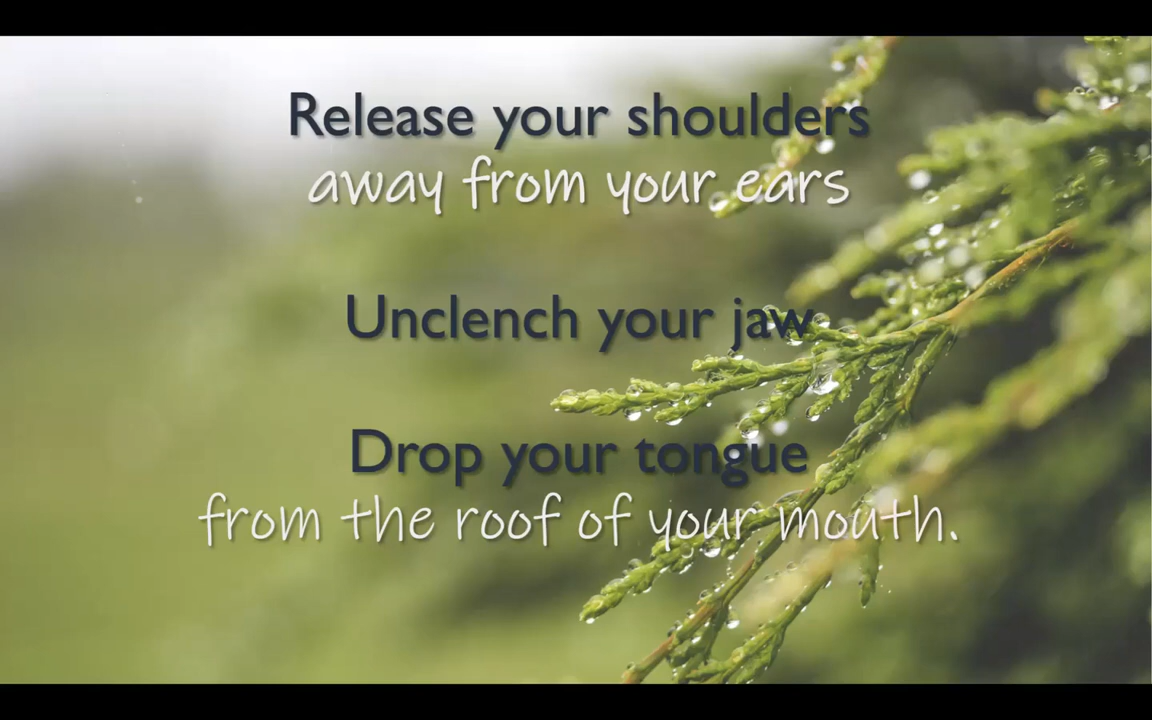 Release your shoulders
away from your ears
Unclench your jaw
Drop your tongue
from the roof of your mouth.